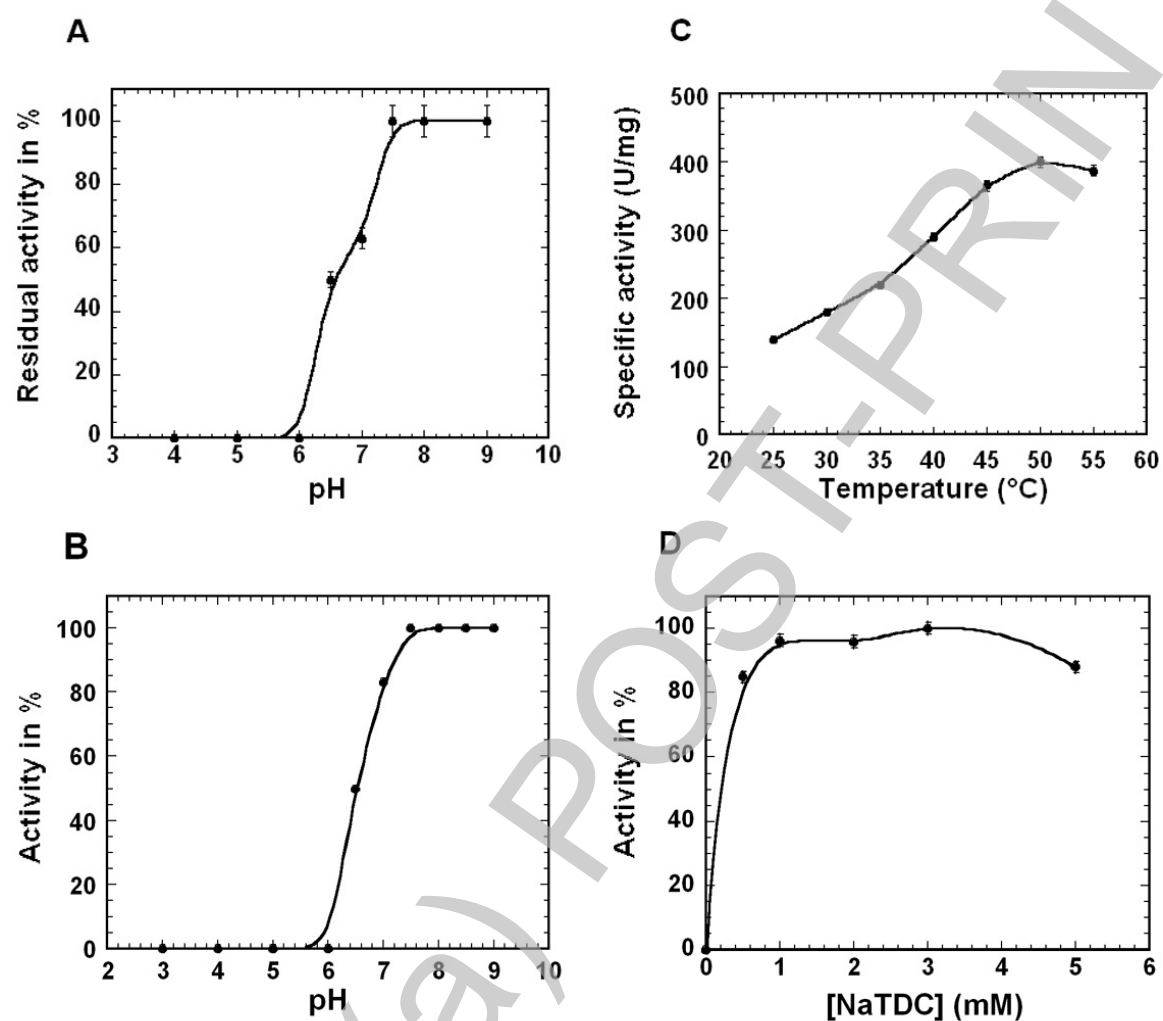 A
Residual activity in %
100
80
60
40
20
0
3 4 5 6 7 8 9 10
pH
C
Specific activity (U/mg)
500
400
300
200
100
0
20 25 30 35 40 45 50 55 60
Temperature (°C)
B
Activity in %
100
80
60
40
20
0
2 3 4 5 6 7 8 9 10
pH
D
Activity in %
100
80
60
40
20
0
0 1 2 3 4 5 6
[NaTDC] (mM)
a) POST-PRIN